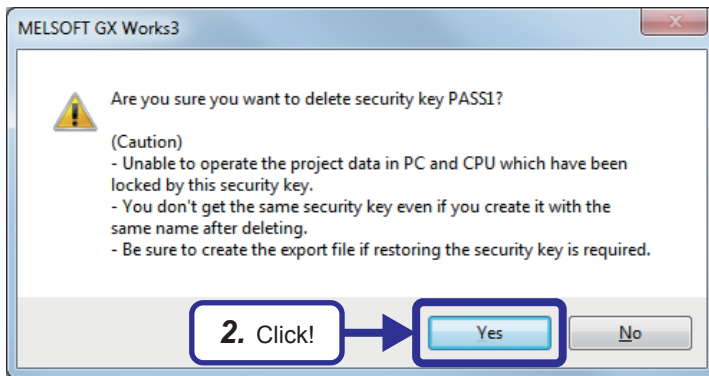 MELSOFT GX Works3
Are you sure you want to delete security key PASS1?
(Caution)
- Unable to operate the project data in PC and CPU which have been
locked by this security key.
- You don't get the same security key even if you create it with the
same name after deleting.
- Be sure to create the export file if restoring the security key is required.
2. Click!
Yes
No